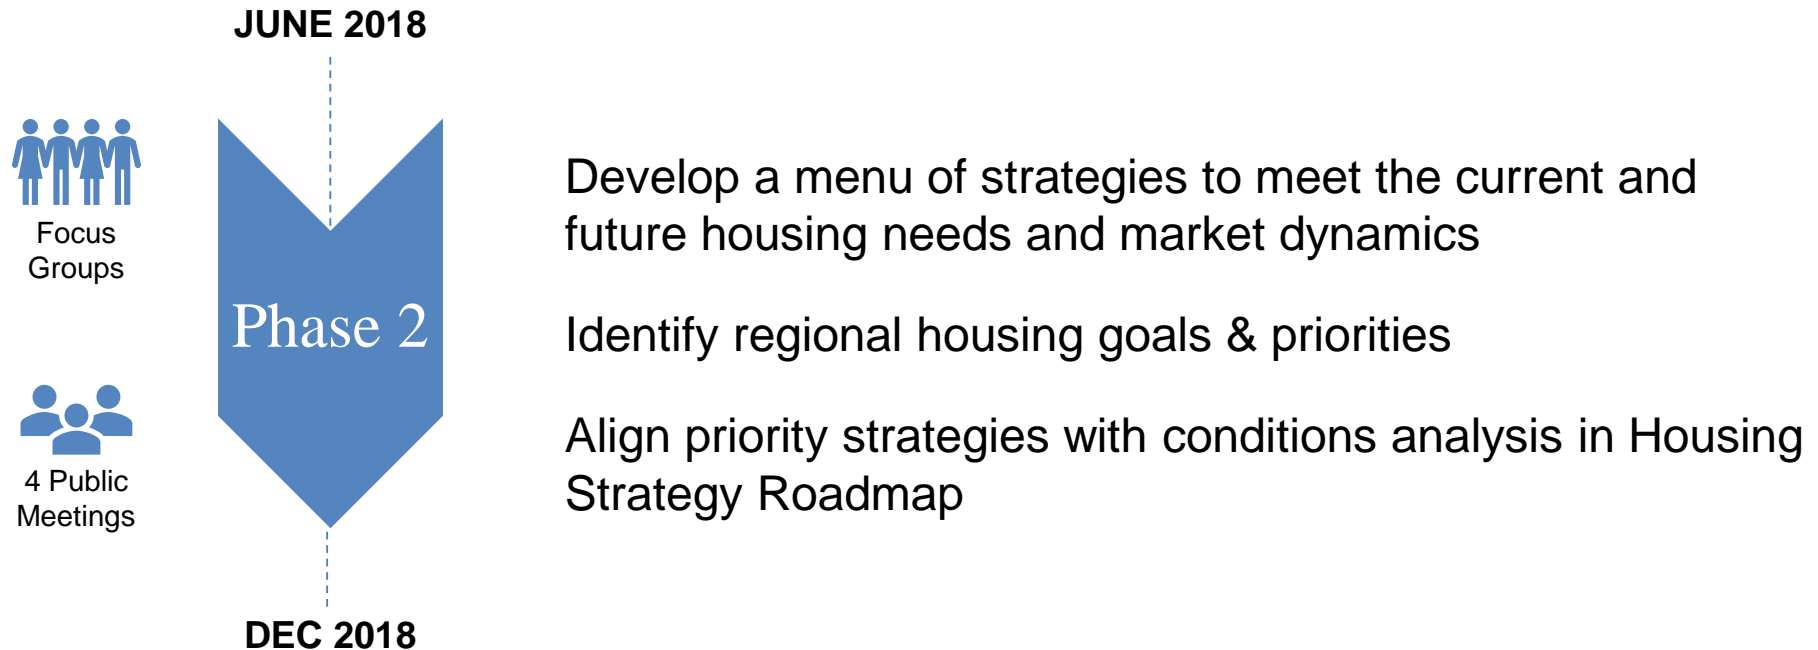 JUNE 2018
Focus
Groups
Phase 2
4 Public
Meetings
DEC 2018
Develop a menu of strategies to meet the current and
future housing needs and market dynamics
Identify regional housing goals & priorities
Align priority strategies with conditions analysis in Housing
Strategy Roadmap